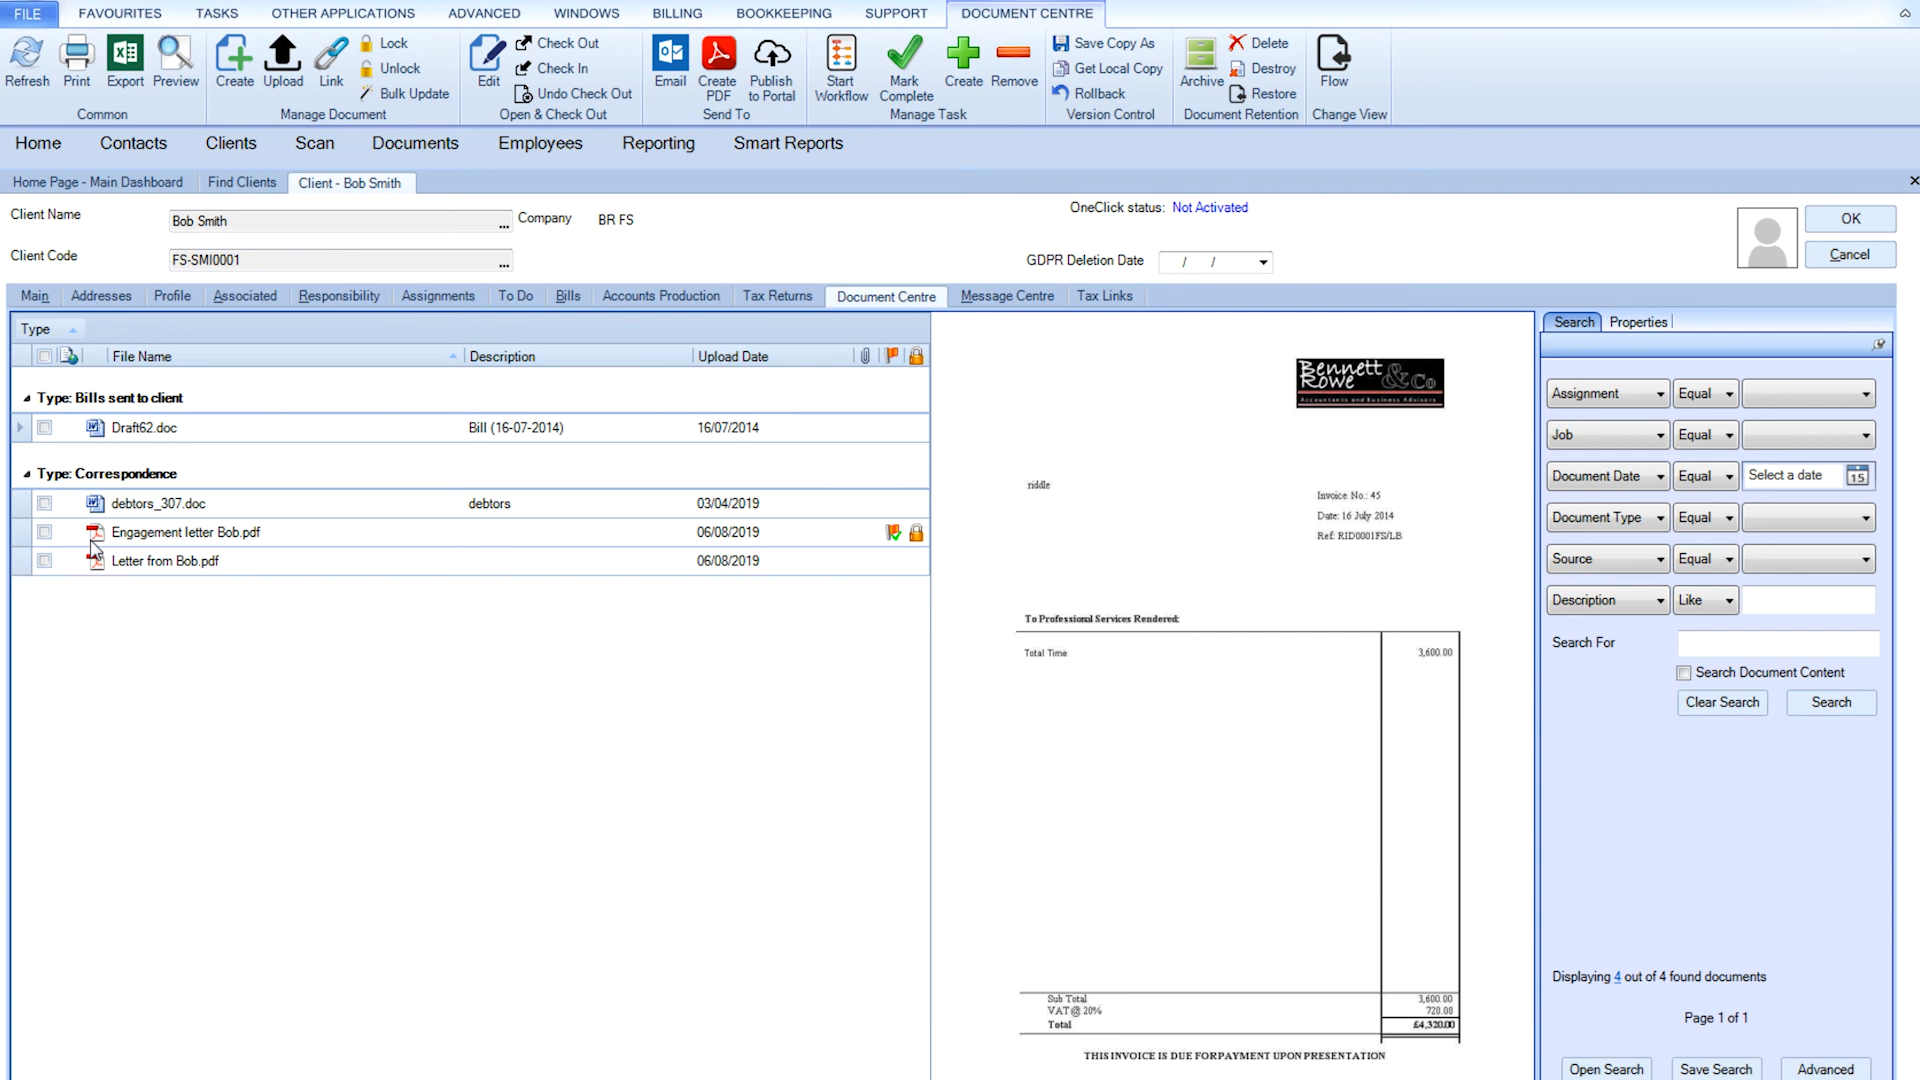 FILE FAVOURITES TASKS OTHER APPLICATIONS ADVANCED WINDOWS BILLING BOOKKEEPING SUPPORT DOCUMENT CENTRE
Refresh Print Export Preview
Common
Create Upload Link
Lock
Unlock
Bulk Update
Manage Document
Edit
Check Out
Check In
Undo Check Out
Open & Check Out
Email Create PDF Publish to Portal
Send To
Start Workflow Mark Complete Create Remove
Manage Task
Save Copy As
Get Local Copy
Rollback
Version Control
Archive
Delete
Destroy
Restore
Document Retention
Flow
Change View
Home Contacts Clients Scan Documents Employees Reporting Smart Reports
Home Page - Main Dashboard Find Clients Client - Bob Smith
Client Name Bob Smith ... Company BR FS
OneClick status: Not Activated
OK
Client Code FS-SMI0001 ...
GDPR Deletion Date / /
Cancel
Main Addresses Profile Associated Responsibility Assignments To Do Bills Accounts Production Tax Returns Document Centre Message Centre Tax Links
Type
File Name Description Upload Date
Type: Bills sent to client
Draft62.doc Bill (16-07-2014) 16/07/2014
Type: Correspondence
debtors_307.doc debtors 03/04/2019
Engagement letter Bob.pdf 06/08/2019
Letter from Bob.pdf 06/08/2019
Bennett
Rowe & Co
Accountants and Business Advisors
riddle
Invoice No.: 45
Date: 16 July 2014
Ref: RID0001FS/LB
To Professional Services Rendered:
Total Time 3,600.00
Sub Total 3,600.00
VAT @ 20% 720.00
Total £4,320.00
THIS INVOICE IS DUE FOR PAYMENT UPON PRESENTATION
Search Properties
Assignment Equal
Job Equal
Document Date Equal Select a date 15
Document Type Equal
Source Equal
Description Like
Search For
Search Document Content
Clear Search Search
Displaying 4 out of 4 found documents
Page 1 of 1
Open Search Save Search Advanced